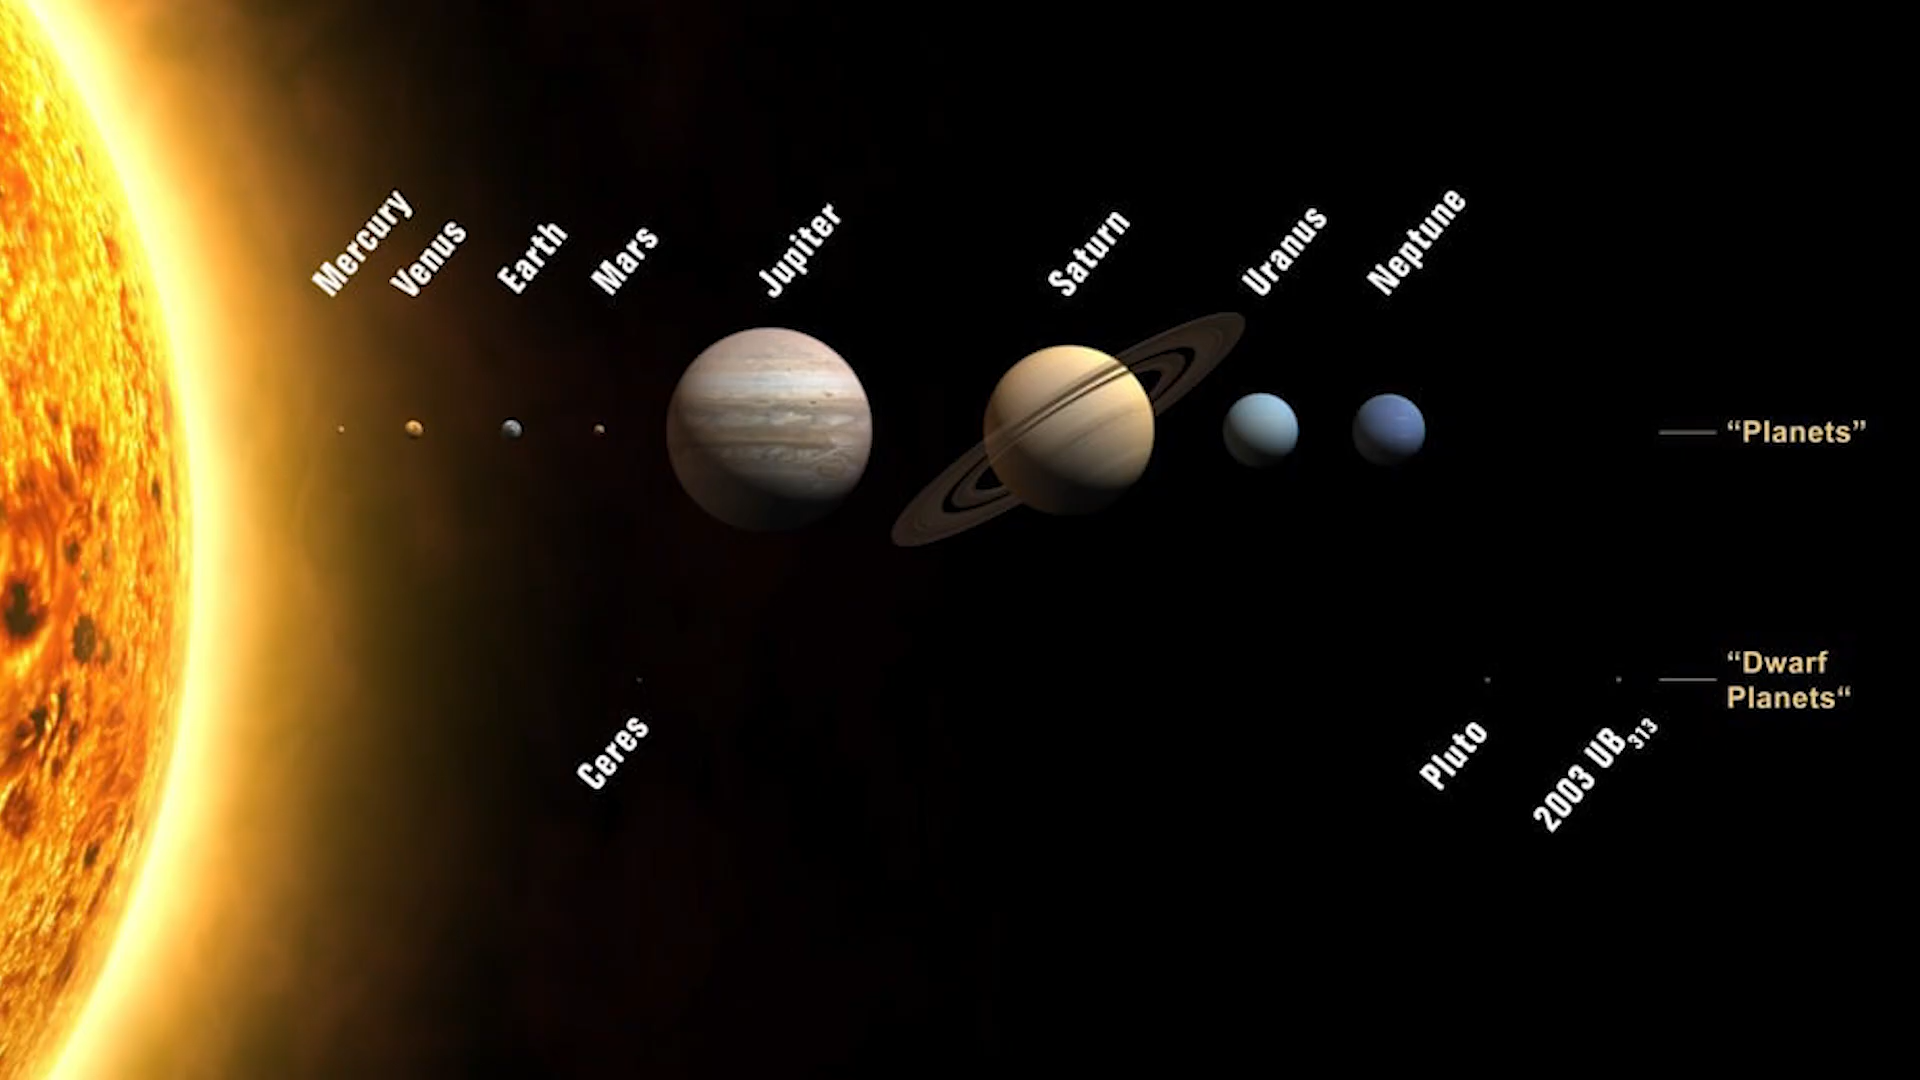 Mercury
Venus
Earth
Mars
Jupiter
Saturn
Uranus
Neptune
“Planets”
Ceres
Pluto
2003 UB₃₁₃
“Dwarf
Planets“